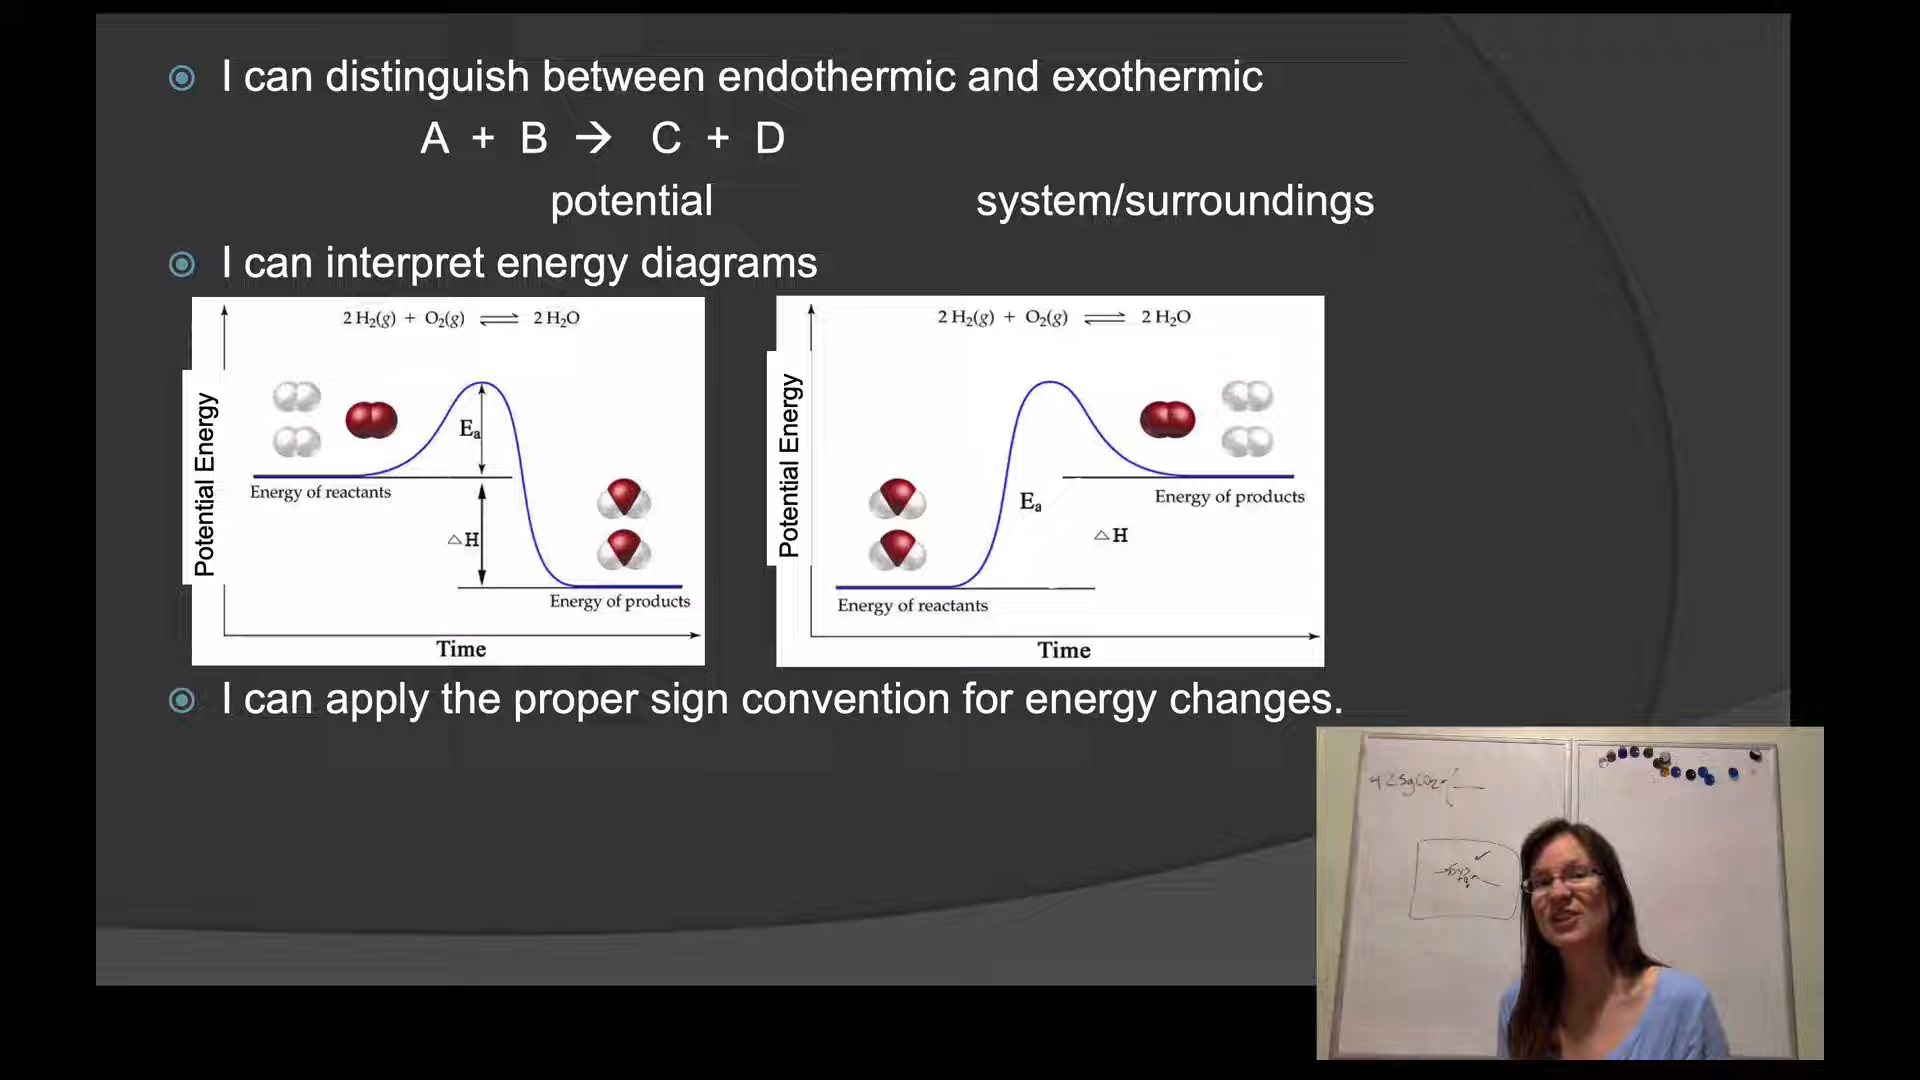 I can distinguish between endothermic and exothermic
A + B → C + D
potential system/surroundings
I can interpret energy diagrams
2 H₂(g) + O₂(g) ⇌ 2 H₂O
Potential Energy
Eₐ
Energy of reactants
△H
Energy of products
Time
2 H₂(g) + O₂(g) ⇌ 2 H₂O
Potential Energy
Eₐ
Energy of products
△H
Energy of reactants
Time
I can apply the proper sign convention for energy changes.